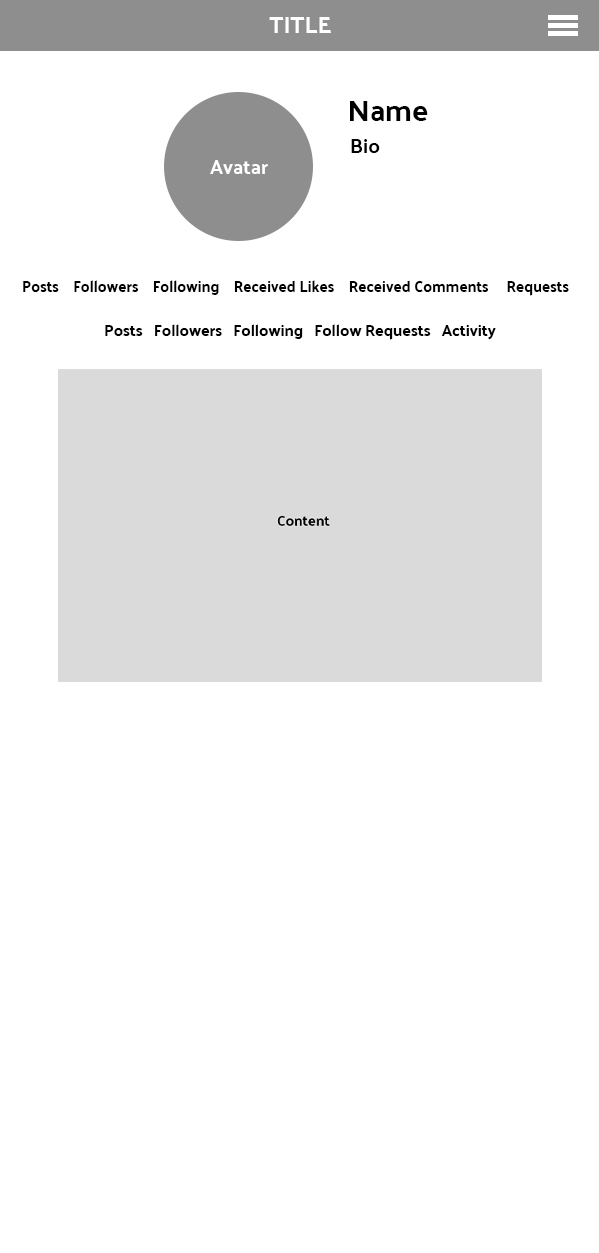 TITLE
Name
Bio
Avatar
Posts Followers Following Received Likes Received Comments Requests
Posts Followers Following Follow Requests Activity
Content